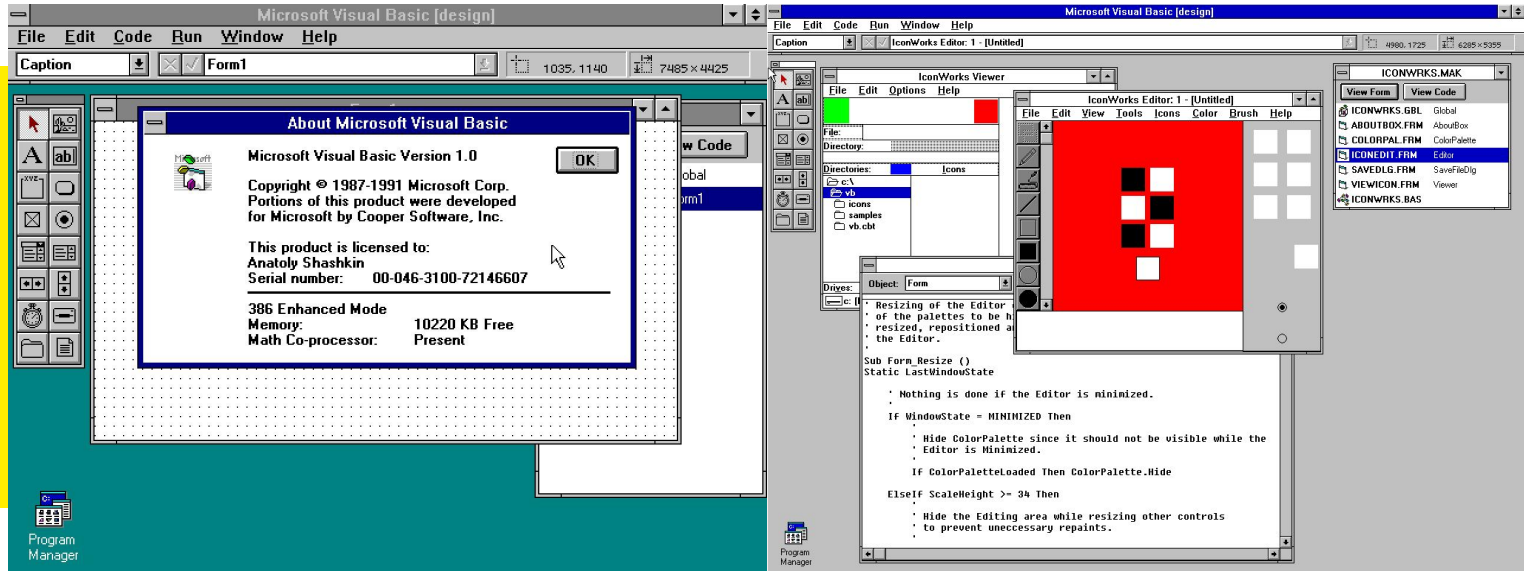 Microsoft Visual Basic [design]
File Edit Code Run Window Help
Caption Form1 1035, 1140 7485×4425
About Microsoft Visual Basic
Microsoft
Microsoft Visual Basic Version 1.0
OK
Copyright © 1987-1991 Microsoft Corp.
Portions of this product were developed
for Microsoft by Cooper Software, Inc.
This product is licensed to:
Anatoly Shashkin
Serial number: 00-046-3100-72146607
386 Enhanced Mode
Memory: 10220 KB Free
Math Co-processor: Present
w Code
obal
rm1
A ab
XYZ
C:
Program
Manager
Microsoft Visual Basic [design]
File Edit Code Run Window Help
Caption IconWorks Editor: 1 - [Untitled] 4980, 1725 6285×5355
A ab
IconWorks Viewer
File Edit Options Help
File:
Directory:
Directories: Icons
c:\
vb
icons
samples
vb.cbt
Drives:
c:
IconWorks Editor: 1 - [Untitled]
File Edit View Tools Icons Color Brush Help
ICONWRKS.MAK
View Form View Code
ICONWRKS.GBL Global
ABOUTBOX.FRM AboutBox
COLORPAL.FRM ColorPalette
ICONEDIT.FRM Editor
SAVEDLG.FRM SaveFileDlg
VIEWICON.FRM Viewer
ICONWRKS.BAS
Object: Form
' Resizing of the Editor
' of the palettes to be h
' resized, repositioned a
' the Editor.
'
Sub Form_Resize ()
Static LastWindowState
' Nothing is done if the Editor is minimized.
'
If WindowState = MINIMIZED Then
'
' Hide ColorPalette since it should not be visible while the
' Editor is Minimized.
'
If ColorPaletteLoaded Then ColorPalette.Hide
ElseIf ScaleHeight >= 34 Then
'
' Hide the Editing area while resizing other controls
' to prevent uneccessary repaints.
'
Program
Manager